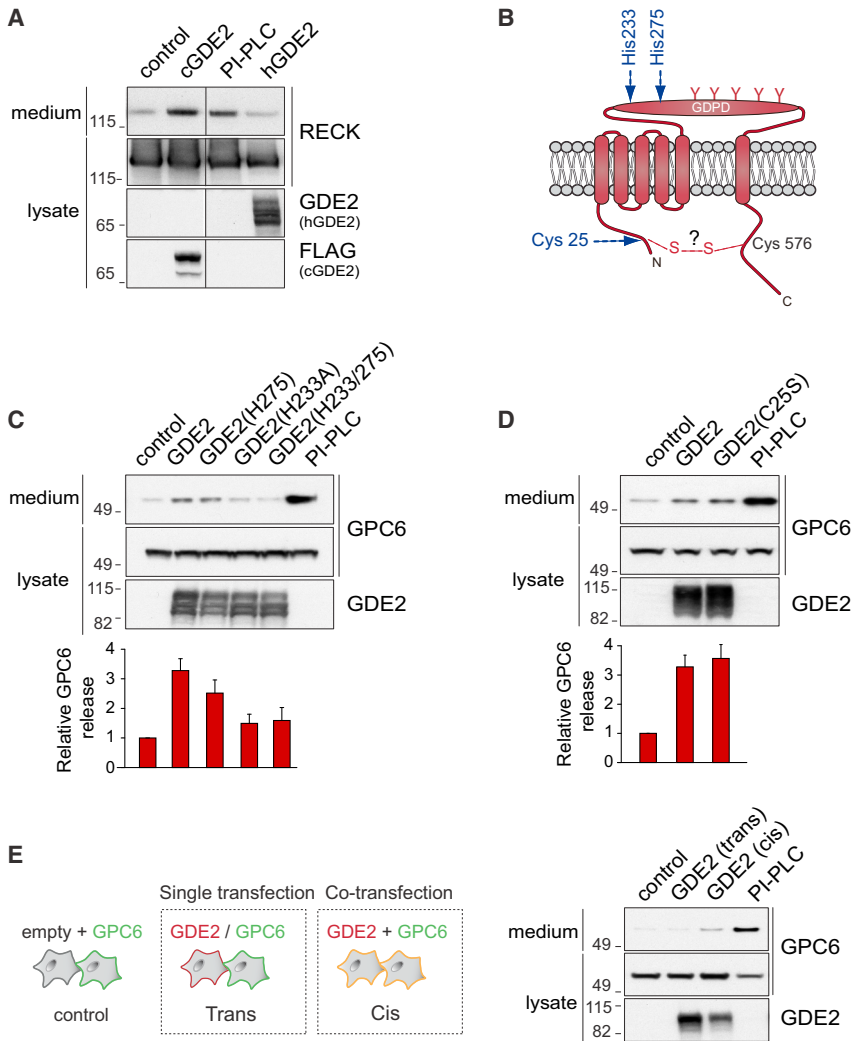 A
control
cGDE2
PI-PLC
hGDE2
medium
115
RECK
115
lysate
GDE2
(hGDE2)
65
FLAG
(cGDE2)
65
B
His233
His275
Y Y Y Y Y
GDPD
Cys 25
S ? S
Cys 576
N
C
C
control
GDE2
GDE2(H275)
GDE2(H233A)
GDE2(H233/275)
PI-PLC
medium
49
GPC6
49
lysate
115
GDE2
82
Relative GPC6
release
4
3
2
1
0
D
control
GDE2
GDE2(C25S)
PI-PLC
medium
49
GPC6
49
lysate
115
GDE2
82
Relative GPC6
release
4
3
2
1
0
E
empty + GPC6
control
Single transfection
GDE2 / GPC6
Trans
Co-transfection
GDE2 + GPC6
Cis
control
GDE2 (trans)
GDE2 (cis)
PI-PLC
medium
49
GPC6
49
lysate
115
GDE2
82